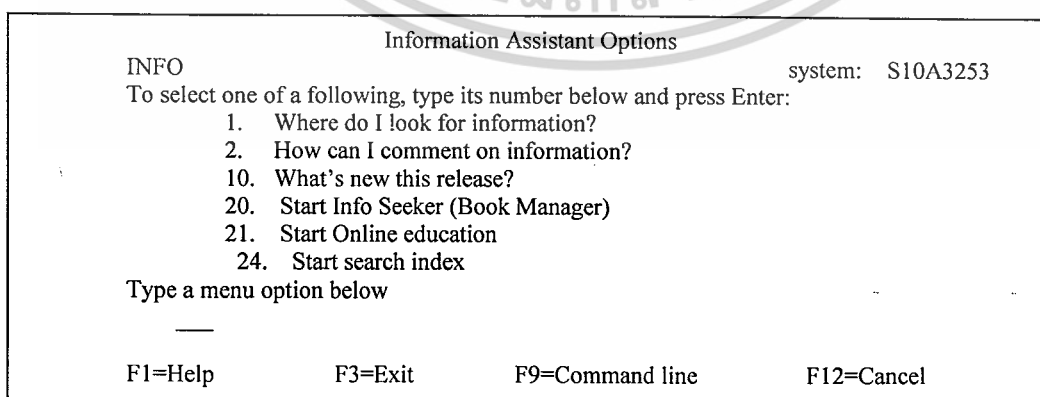 Information Assistant Options
INFO system: S10A3253
To select one of a following, type its number below and press Enter:
1. Where do I look for information?
2. How can I comment on information?
10. What's new this release?
20. Start Info Seeker (Book Manager)
21. Start Online education
24. Start search index
Type a menu option below
F1=Help F3=Exit F9=Command line F12=Cancel